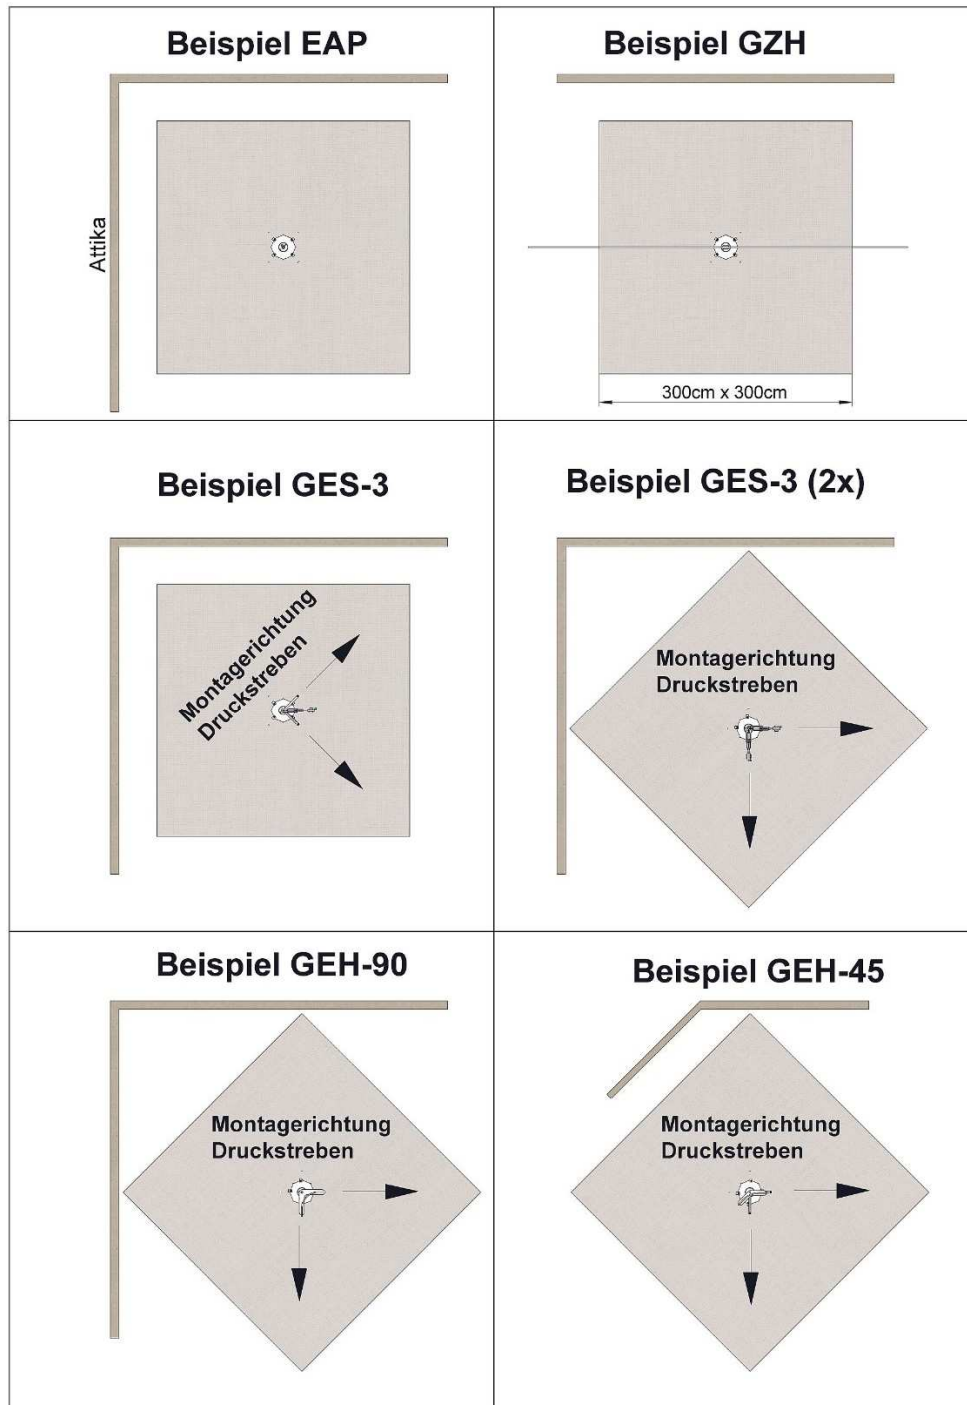 Beispiel EAP
Attika
Beispiel GZH
300cm x 300cm
Beispiel GES-3
Montagerichtung
Druckstreben
Beispiel GES-3 (2x)
Montagerichtung
Druckstreben
Beispiel GEH-90
Montagerichtung
Druckstreben
Beispiel GEH-45
Montagerichtung
Druckstreben